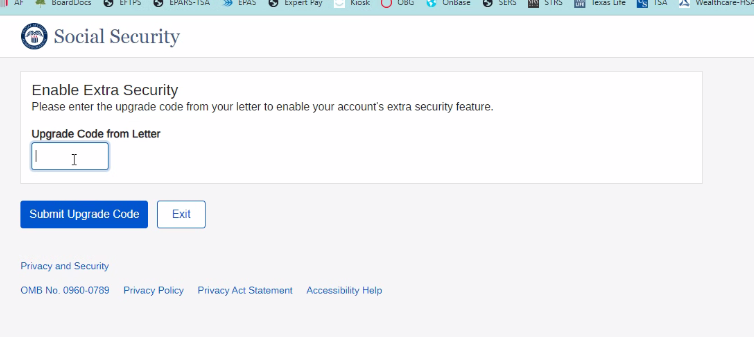 AF BoardDocs EFTPS EPARS-TSA EPAS Expert Pay Kiosk OBG OnBase SERS STRS Texas Life TSA Wealthcare-HSA
Social Security
Enable Extra Security
Please enter the upgrade code from your letter to enable your account's extra security feature.
Upgrade Code from Letter
Submit Upgrade Code Exit
Privacy and Security
OMB No. 0960-0789 Privacy Policy Privacy Act Statement Accessibility Help